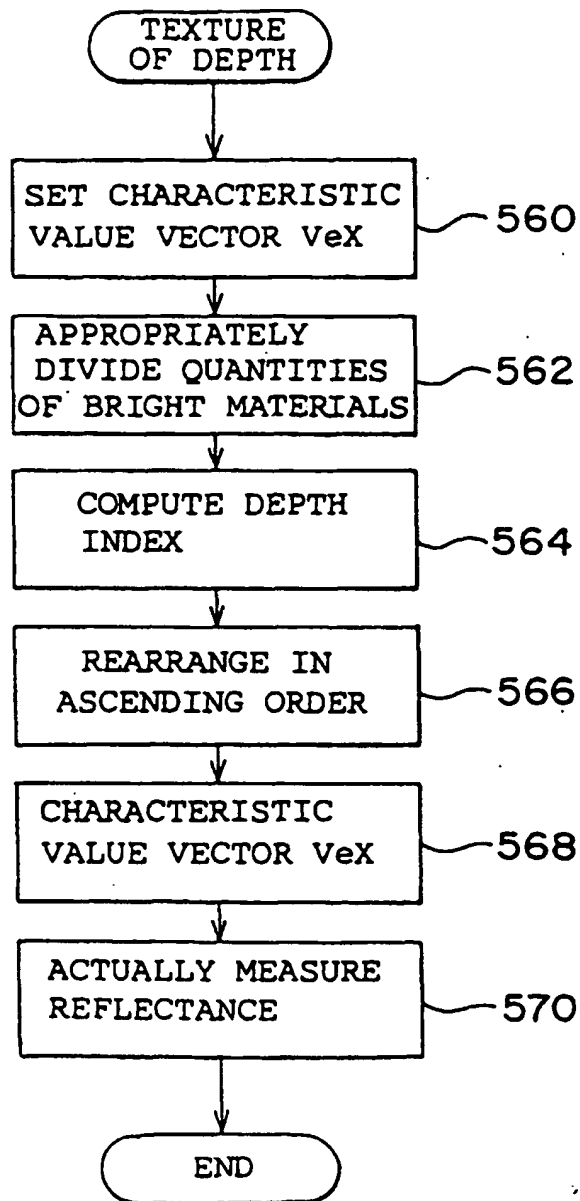 TEXTURE
OF DEPTH
SET CHARACTERISTIC
VALUE VECTOR VeX
560
APPROPRIATELY
DIVIDE QUANTITIES
OF BRIGHT MATERIALS
562
COMPUTE DEPTH
INDEX
564
REARRANGE IN
ASCENDING ORDER
566
CHARACTERISTIC
VALUE VECTOR VeX
568
ACTUALLY MEASURE
REFLECTANCE
570
END